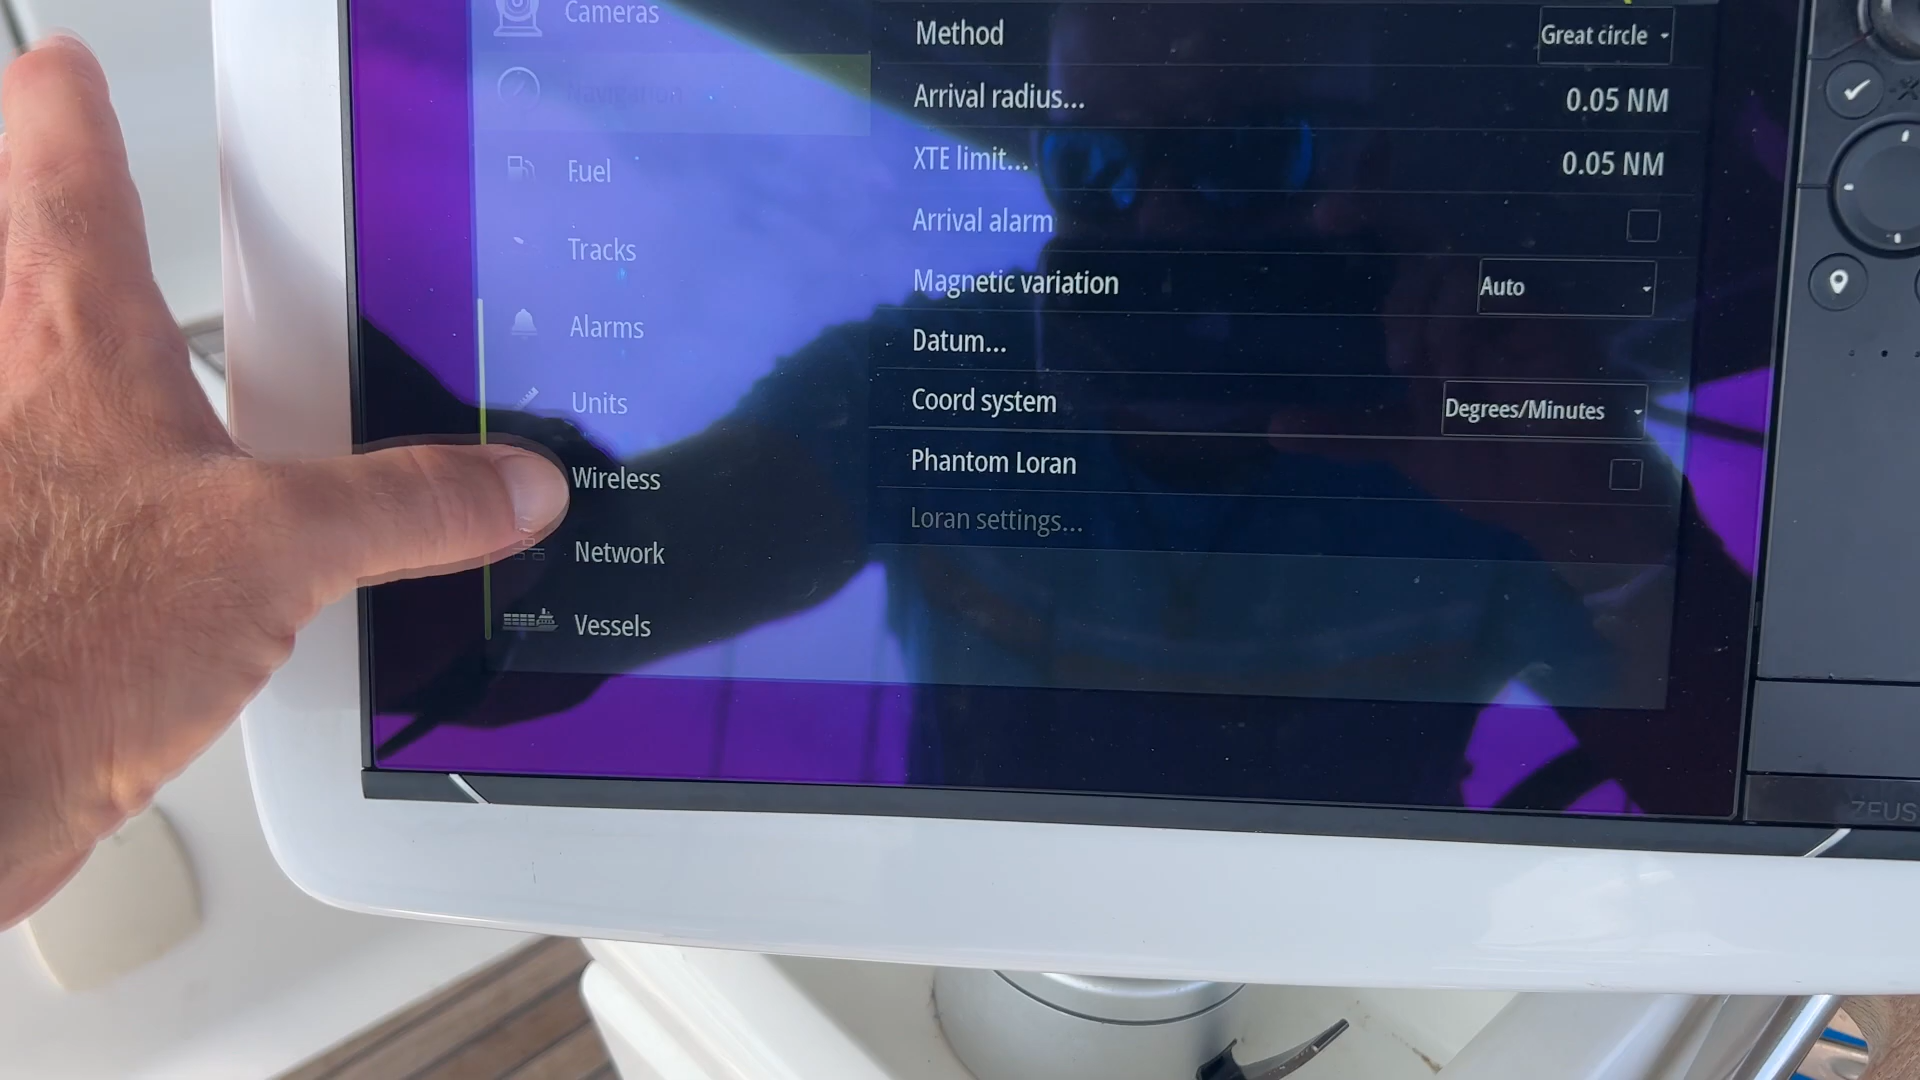 Cameras
Navigation
Fuel
Tracks
Alarms
Units
Wireless
Network
Vessels
Method Great circle
Arrival radius... 0.05 NM
XTE limit... 0.05 NM
Arrival alarm
Magnetic variation Auto
Datum...
Coord system Degrees/Minutes
Phantom Loran
Loran settings...
ZEUS